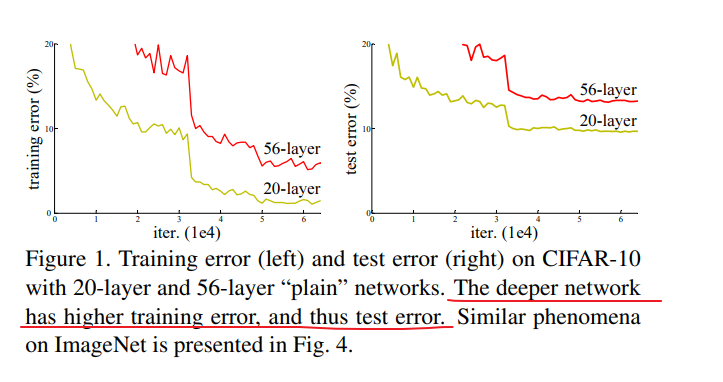 20
10
0
training error (%)
56-layer
20-layer
0 1 2 3 4 5 6
iter. (1e4)
20
10
0
test error (%)
56-layer
20-layer
0 1 2 3 4 5 6
iter. (1e4)
Figure 1. Training error (left) and test error (right) on CIFAR-10
with 20-layer and 56-layer “plain” networks. The deeper network
has higher training error, and thus test error. Similar phenomena
on ImageNet is presented in Fig. 4.